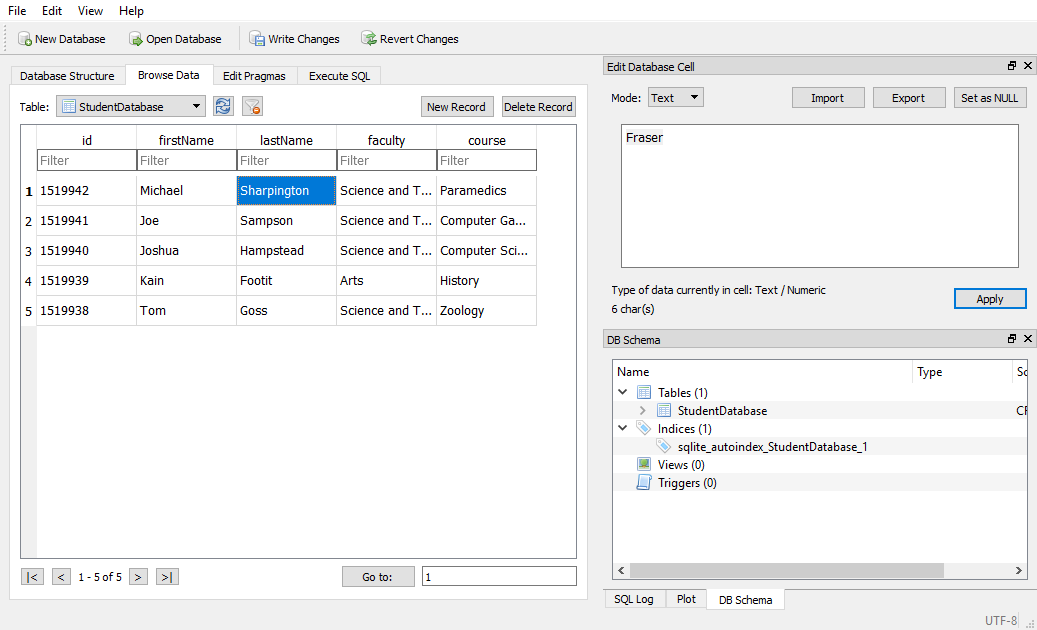 File Edit View Help
New Database Open Database Write Changes Revert Changes
Database Structure Browse Data Edit Pragmas Execute SQL
Table: StudentDatabase New Record Delete Record
id firstName lastName faculty course
Filter Filter Filter Filter Filter
1 1519942 Michael Sharpington Science and T... Paramedics
2 1519941 Joe Sampson Science and T... Computer Ga...
3 1519940 Joshua Hampstead Science and T... Computer Sci...
4 1519939 Kain Footit Arts History
5 1519938 Tom Goss Science and T... Zoology
|< < 1 - 5 of 5 > >| Go to: 1
Edit Database Cell
Mode: Text Import Export Set as NULL
Fraser
Type of data currently in cell: Text / Numeric
6 char(s)
Apply
DB Schema
Name Type Sc
Tables (1)
StudentDatabase CF
Indices (1)
sqlite_autoindex_StudentDatabase_1
Views (0)
Triggers (0)
SQL Log Plot DB Schema
UTF-8